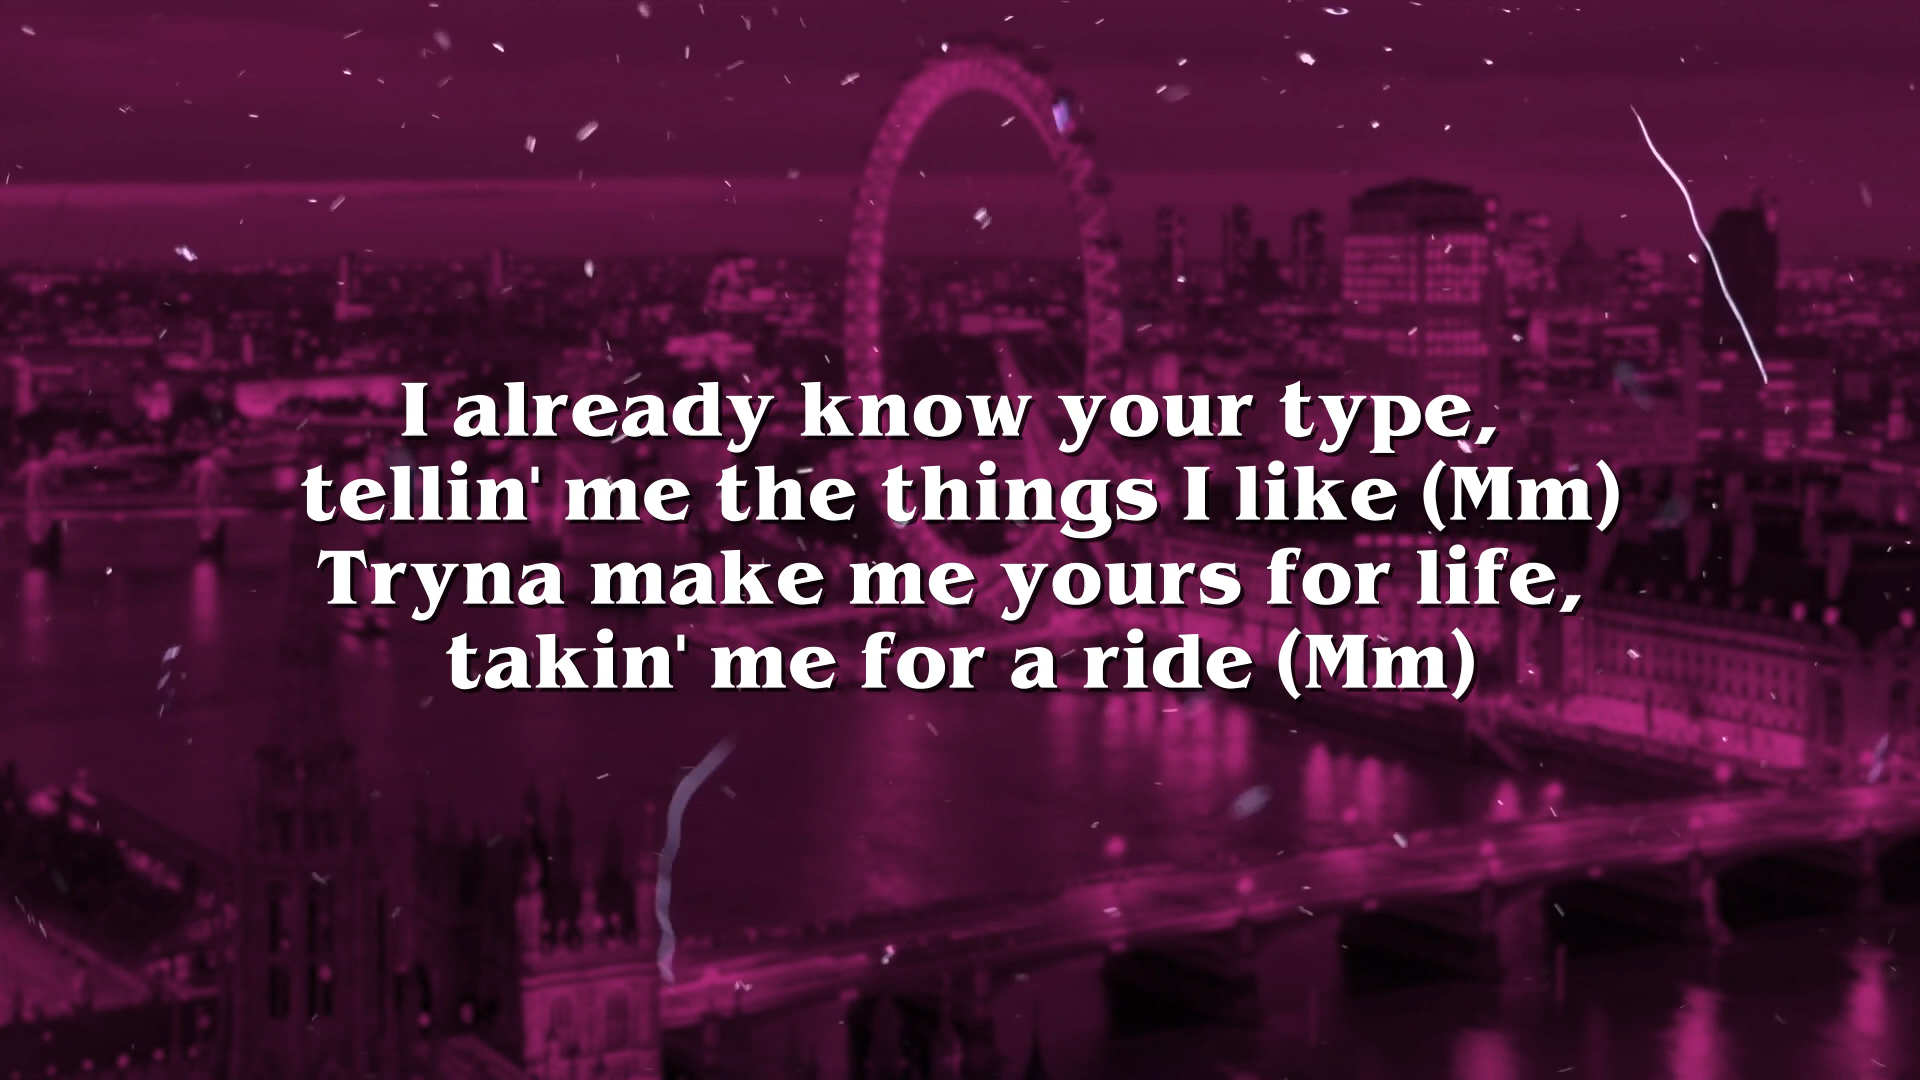 I already know your type,
tellin' me the things I like (Mm)
Tryna make me yours for life,
takin' me for a ride (Mm)